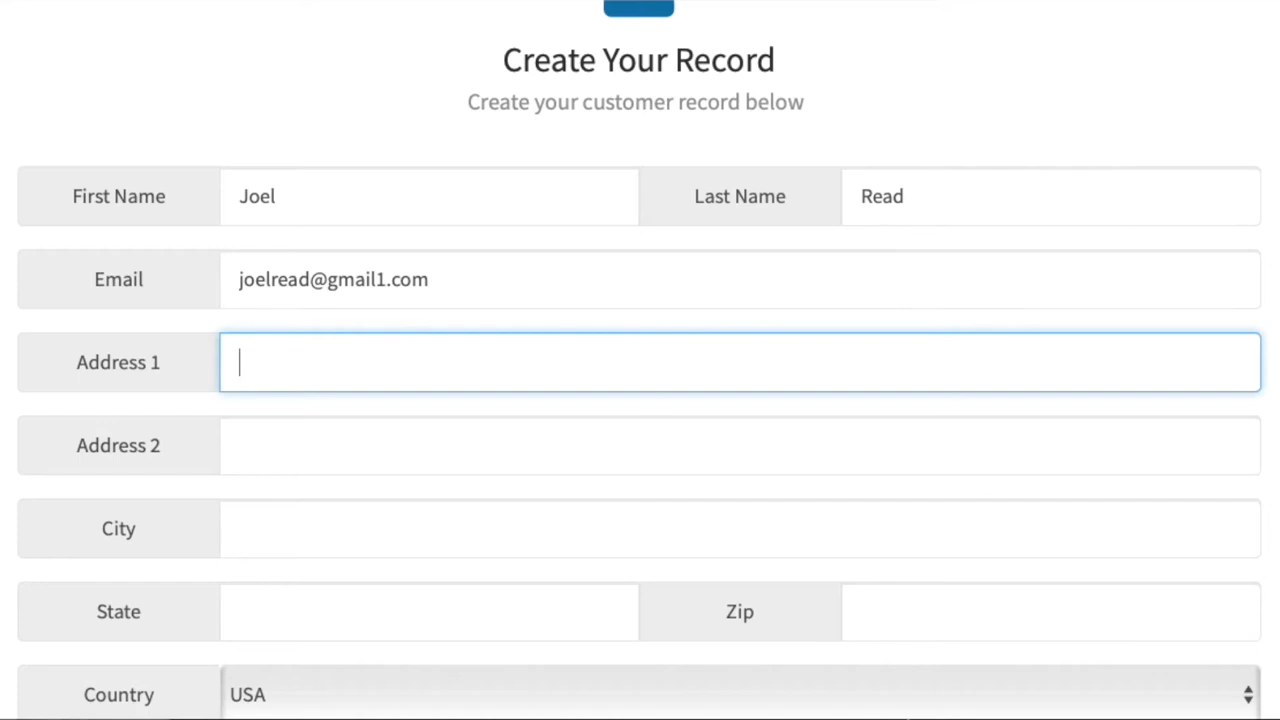 Create Your Record
Create your customer record below
First Name Joel Last Name Read
Email joelread@gmail1.com
Address 1
Address 2
City
State Zip
Country USA